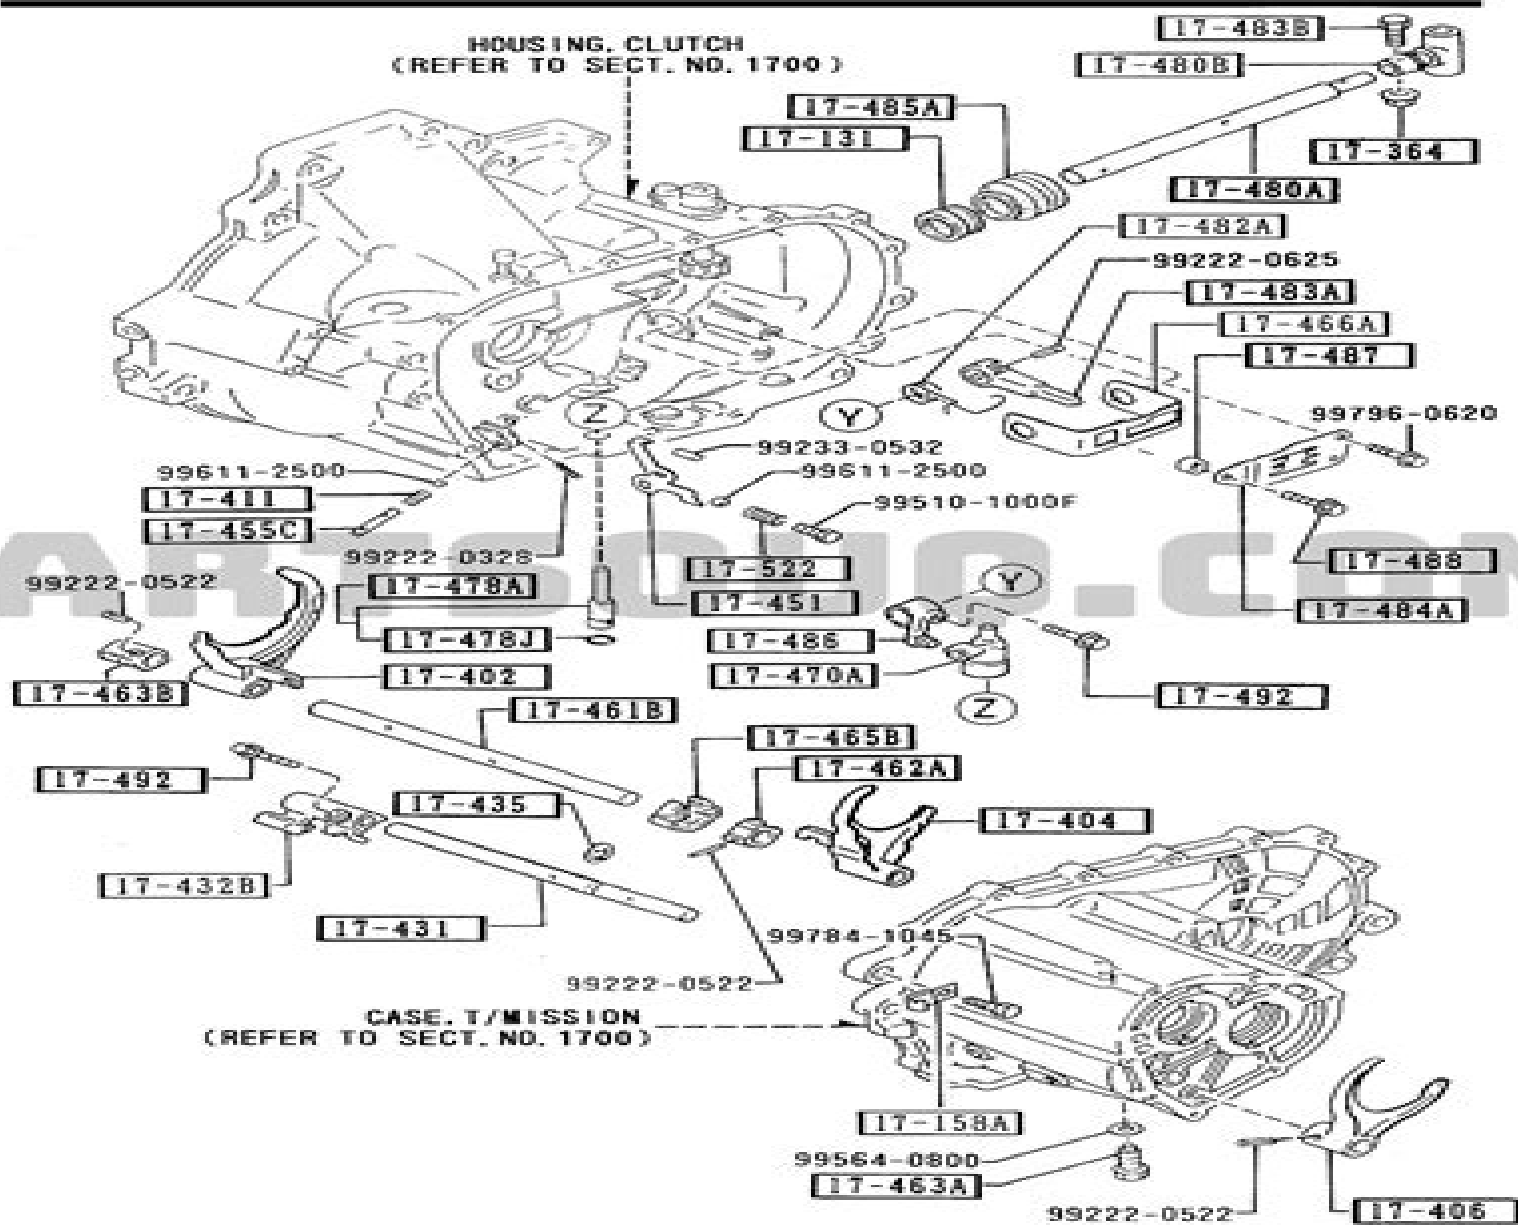 17-483B
HOUSING, CLUTCH
(REFER TO SECT. NO. 1700)
17-480B
17-485A
17-131
17-364
17-480A
17-482A
99222-0625
17-483A
17-466A
17-487
99796-0620
Y
Z
99233-0532
99611-2500
99611-2500
17-411
99510-1000F
17-455C
99222-0328
17-522
17-488
99222-0522
17-478A
17-451
Y
17-484A
17-478J
17-486
17-402
17-470A
17-463B
17-492
Z
17-461B
17-465B
17-492
17-462A
17-435
17-404
17-432B
17-431
99784-1045
99222-0522
CASE, T/MISSION
(REFER TO SECT. NO. 1700)
17-158A
99564-0800
17-463A
99222-0522
17-406